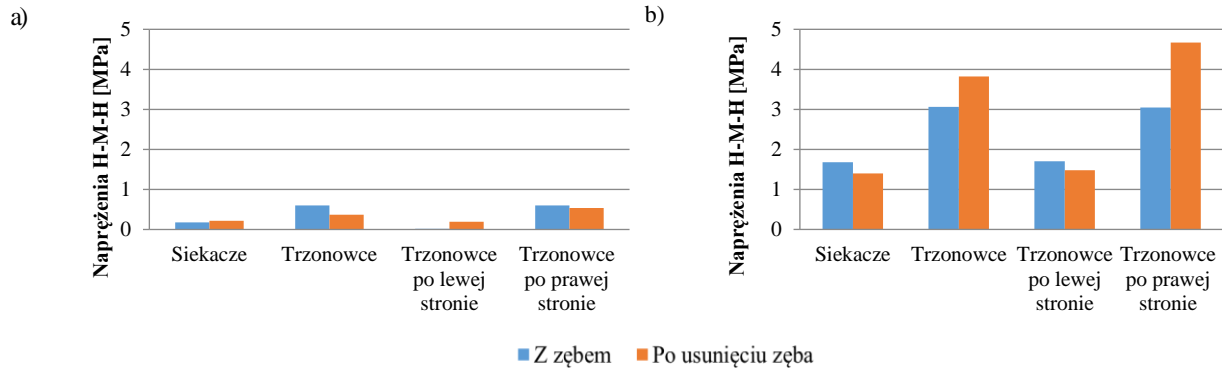 a)
Naprężenia H-M-H [MPa]
5
4
3
2
1
0
Siekacze
Trzonowce
Trzonowce
po lewej
stronie
Trzonowce
po prawej
stronie
b)
Naprężenia H-M-H [MPa]
5
4
3
2
1
0
Siekacze
Trzonowce
Trzonowce
po lewej
stronie
Trzonowce
po prawej
stronie
Z zębem
Po usunięciu zęba